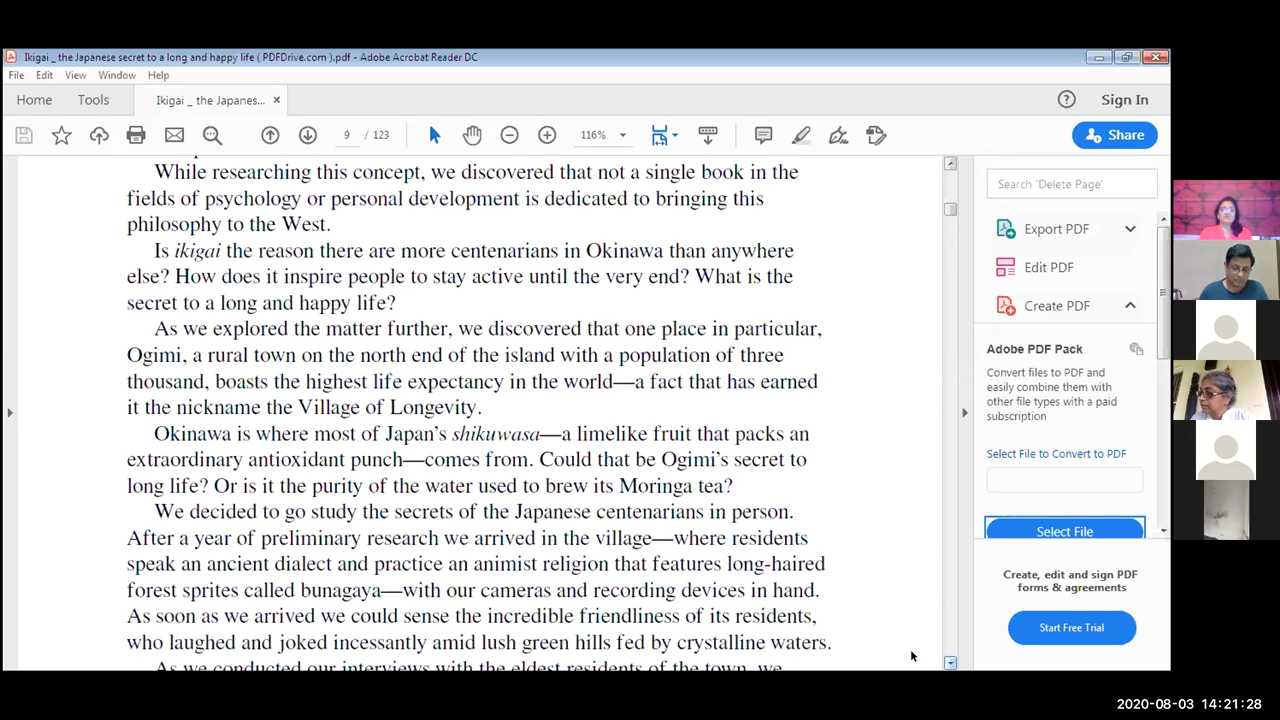 Ikigai _ the Japanese secret to a long and happy life ( PDFDrive.com ).pdf - Adobe Acrobat Reader DC
File Edit View Window Help
Home Tools Ikigai _ the Japanes... × Sign In
9 / 123 116% Share
While researching this concept, we discovered that not a single book in the
fields of psychology or personal development is dedicated to bringing this
philosophy to the West.
Is ikigai the reason there are more centenarians in Okinawa than anywhere
else? How does it inspire people to stay active until the very end? What is the
secret to a long and happy life?
As we explored the matter further, we discovered that one place in particular,
Ogimi, a rural town on the north end of the island with a population of three
thousand, boasts the highest life expectancy in the world—a fact that has earned
it the nickname the Village of Longevity.
Okinawa is where most of Japan's shikuwasa—a limelike fruit that packs an
extraordinary antioxidant punch—comes from. Could that be Ogimi's secret to
long life? Or is it the purity of the water used to brew its Moringa tea?
We decided to go study the secrets of the Japanese centenarians in person.
After a year of preliminary research we arrived in the village—where residents
speak an ancient dialect and practice an animist religion that features long-haired
forest sprites called bunagaya—with our cameras and recording devices in hand.
As soon as we arrived we could sense the incredible friendliness of its residents,
who laughed and joked incessantly amid lush green hills fed by crystalline waters.
As we conducted our interviews with the eldest residents of the town, we
Search 'Delete Page'
Export PDF
Edit PDF
Create PDF
Adobe PDF Pack
Convert files to PDF and
easily combine them with
other file types with a paid
subscription
Select File to Convert to PDF
Select File
Create, edit and sign PDF
forms & agreements
Start Free Trial
2020-08-03 14:21:28